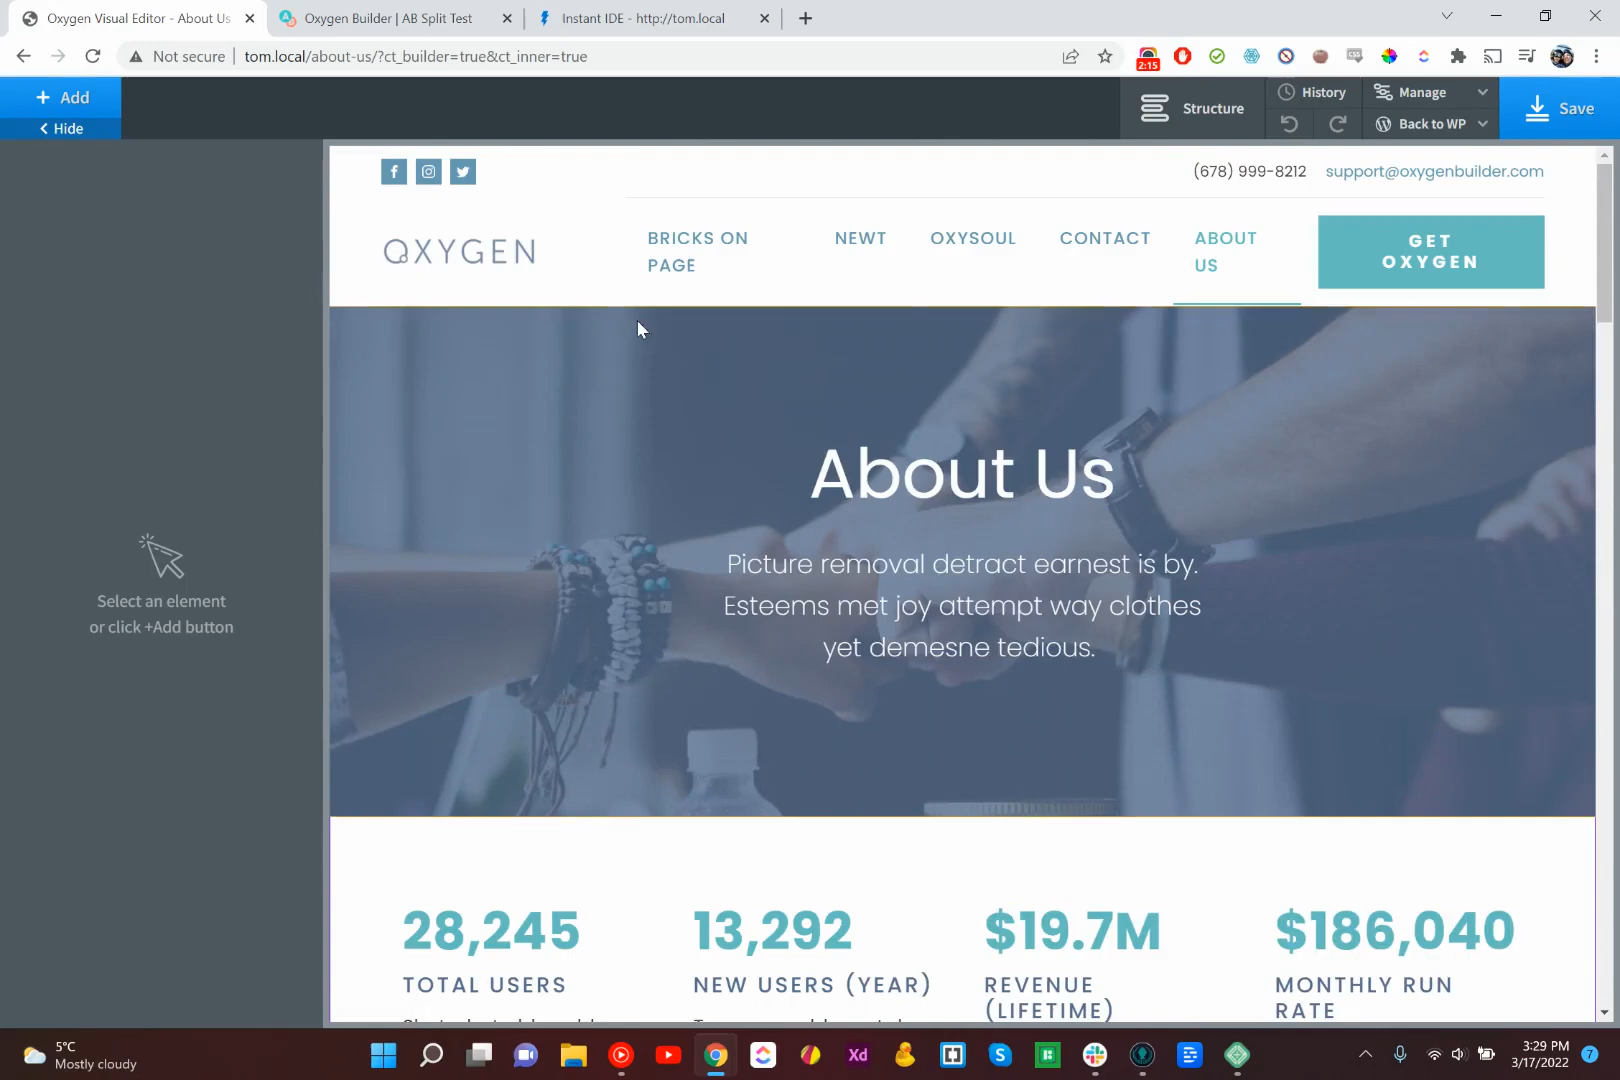 Oxygen Visual Editor - About Us
Oxygen Builder | AB Split Test
Instant IDE - http://tom.local
Not secure
tom.local/about-us/?ct_builder=true&ct_inner=true
2:15
+ Add
Hide
Structure
History
Manage
Back to WP
Save
Select an element
or click +Add button
(678) 999-8212
support@oxygenbuilder.com
OXYGEN
BRICKS ON
PAGE
NEWT
OXYSOUL
CONTACT
ABOUT
US
GET
OXYGEN
About Us
Picture removal detract earnest is by.
Esteems met joy attempt way clothes
yet demesne tedious.
28,245
TOTAL USERS
13,292
NEW USERS (YEAR)
$19.7M
REVENUE
(LIFETIME)
$186,040
MONTHLY RUN
RATE
5°C
Mostly cloudy
Xd
3:29 PM
3/17/2022
7